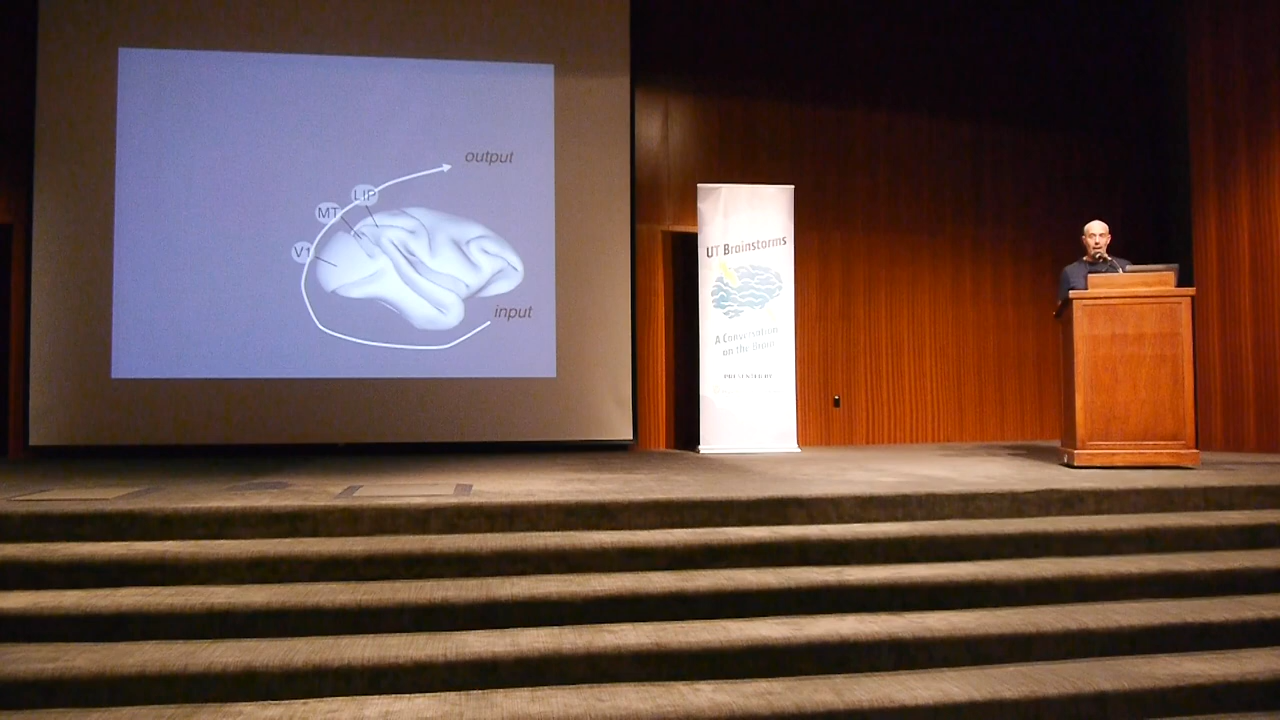 output
LIP
MT
V1
input
UT Brainstorms
A Conversation
on the Brain
PRESENTED BY